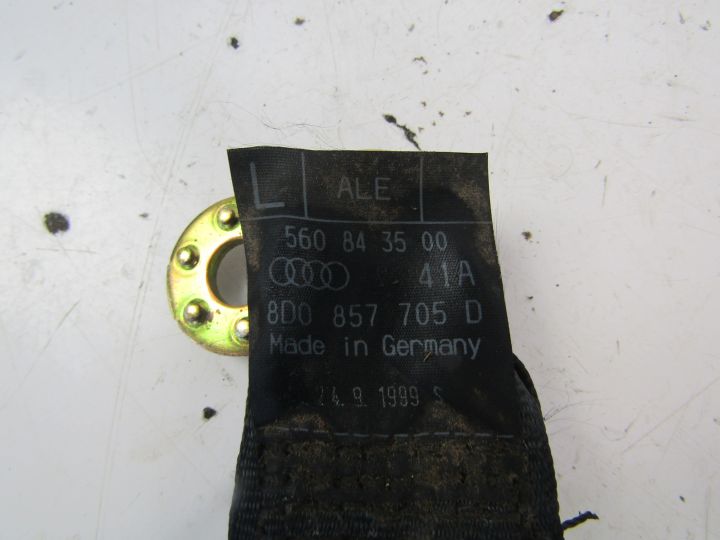 L ALE
560 84 35 00
41A
8D0 857 705 D
Made in Germany
24. 9. 1999 S